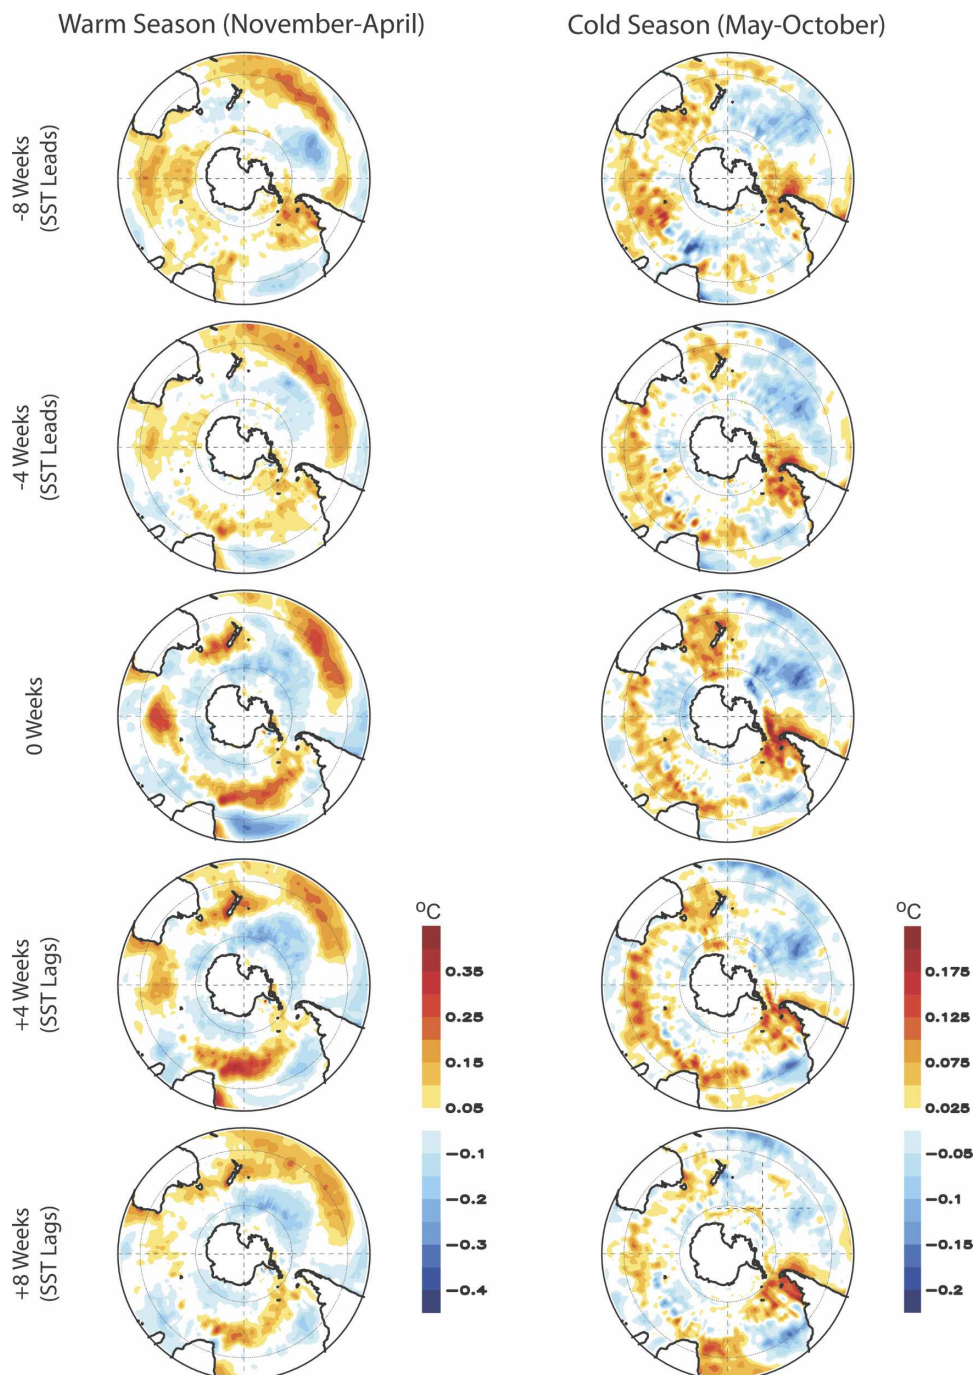 Warm Season (November-April)
Cold Season (May-October)
-8 Weeks
(SST Leads)
-4 Weeks
(SST Leads)
0 Weeks
+4 Weeks
(SST Lags)
+8 Weeks
(SST Lags)
°C
0.35
0.25
0.15
0.05
-0.1
-0.2
-0.3
-0.4
°C
0.175
0.125
0.075
0.025
-0.05
-0.1
-0.15
-0.2